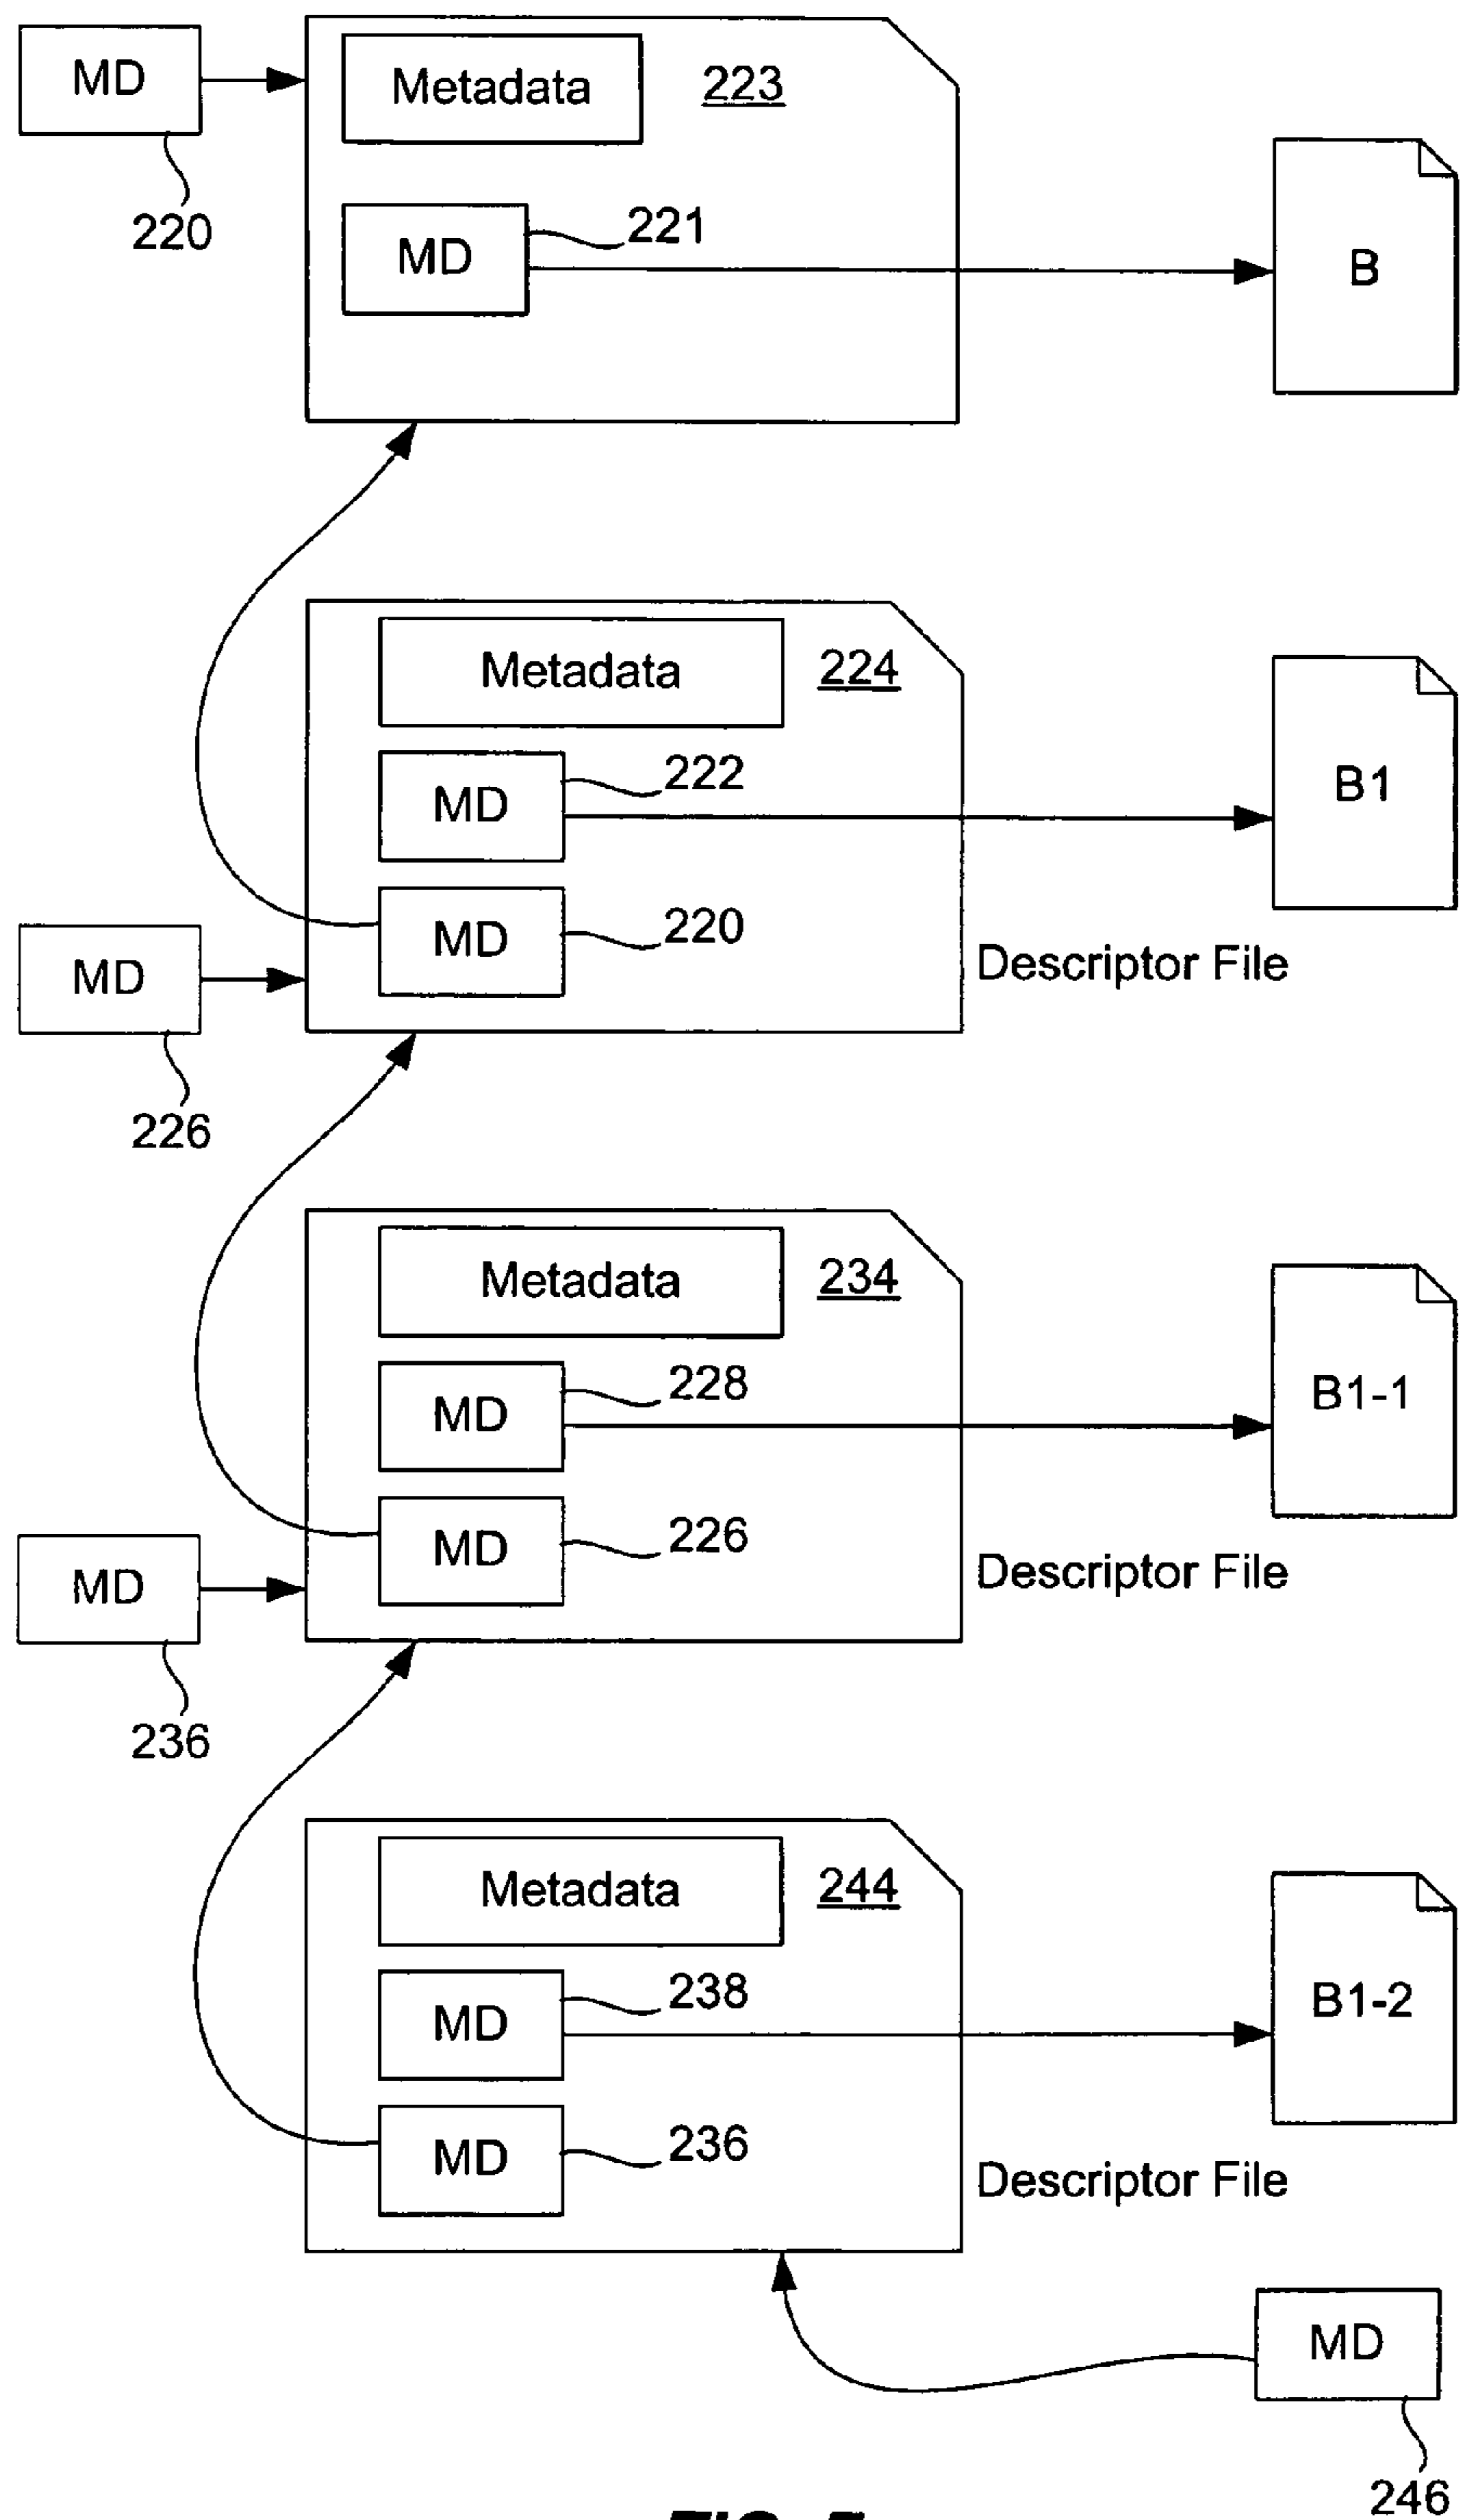 MD
Metadata
223
220
MD
221
B
Metadata
224
MD
222
B1
MD
220
MD
Descriptor File
226
Metadata
234
MD
228
B1-1
MD
226
MD
Descriptor File
236
Metadata
244
MD
238
B1-2
MD
236
Descriptor File
MD
246